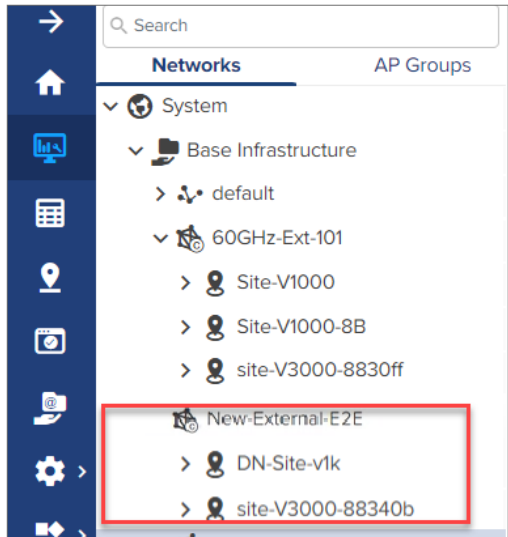 Search
Networks AP Groups
System
Base Infrastructure
default
60GHz-Ext-101
Site-V1000
Site-V1000-8B
site-V3000-8830ff
New-External-E2E
DN-Site-v1k
site-V3000-88340b